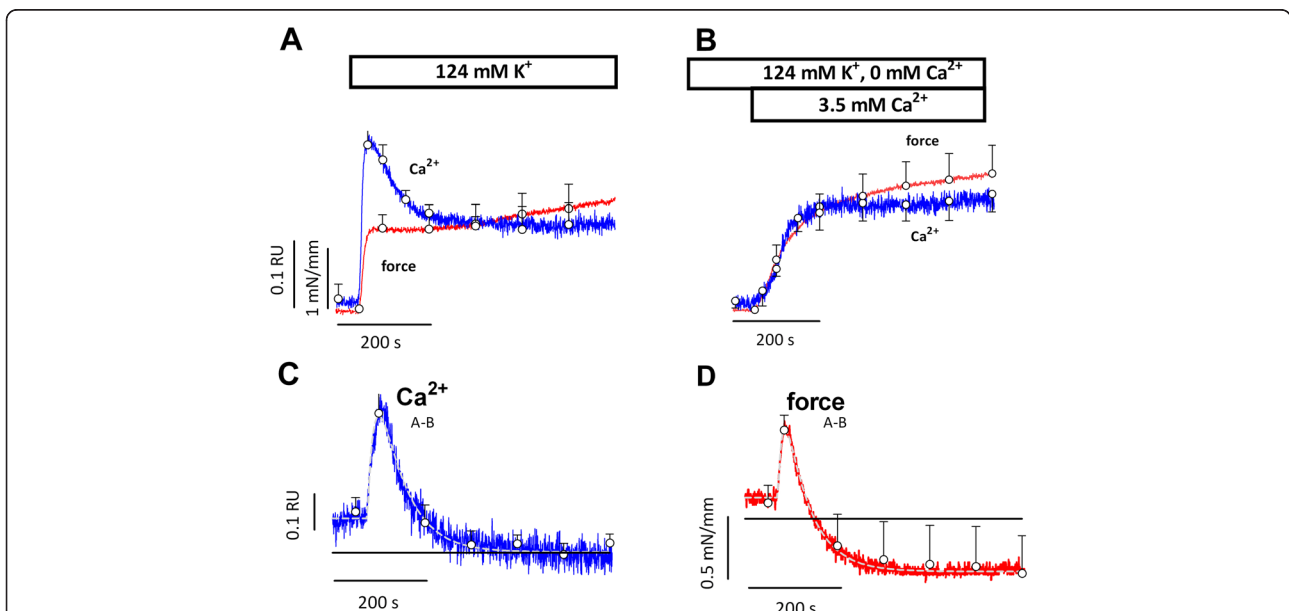 A
124 mM K⁺
Ca²⁺
force
0.1 RU
1 mN/mm
200 s
B
124 mM K⁺, 0 mM Ca²⁺
3.5 mM Ca²⁺
force
Ca²⁺
200 s
C
Ca²⁺
A-B
0.1 RU
200 s
D
force
A-B
0.5 mN/mm
200 s